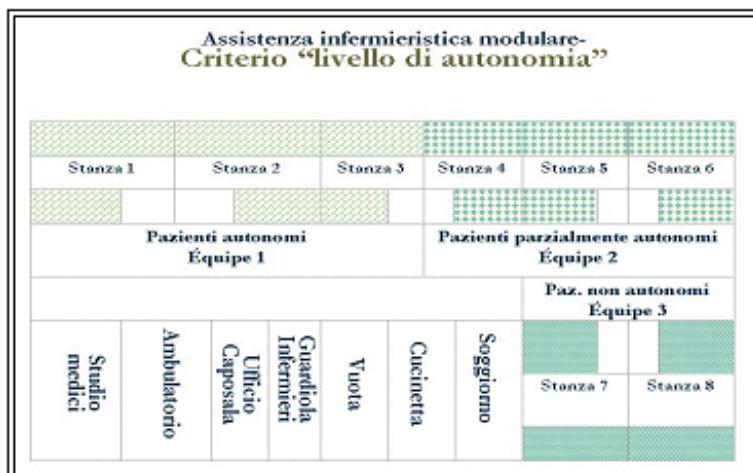 Assistenza infermieristica modulare-
Criterio “livello di autonomia”
Stanza 1
Stanza 2
Stanza 3
Stanza 4
Stanza 5
Stanza 6
Pazienti autonomi
Équipe 1
Pazienti parzialmente autonomi
Équipe 2
Paz. non autonomi
Équipe 3
Studio
medici
Ambulatorio
Ufficio
Caposala
Guardiola
Infermieri
Vuota
Cucinetta
Soggiorno
Stanza 7
Stanza 8